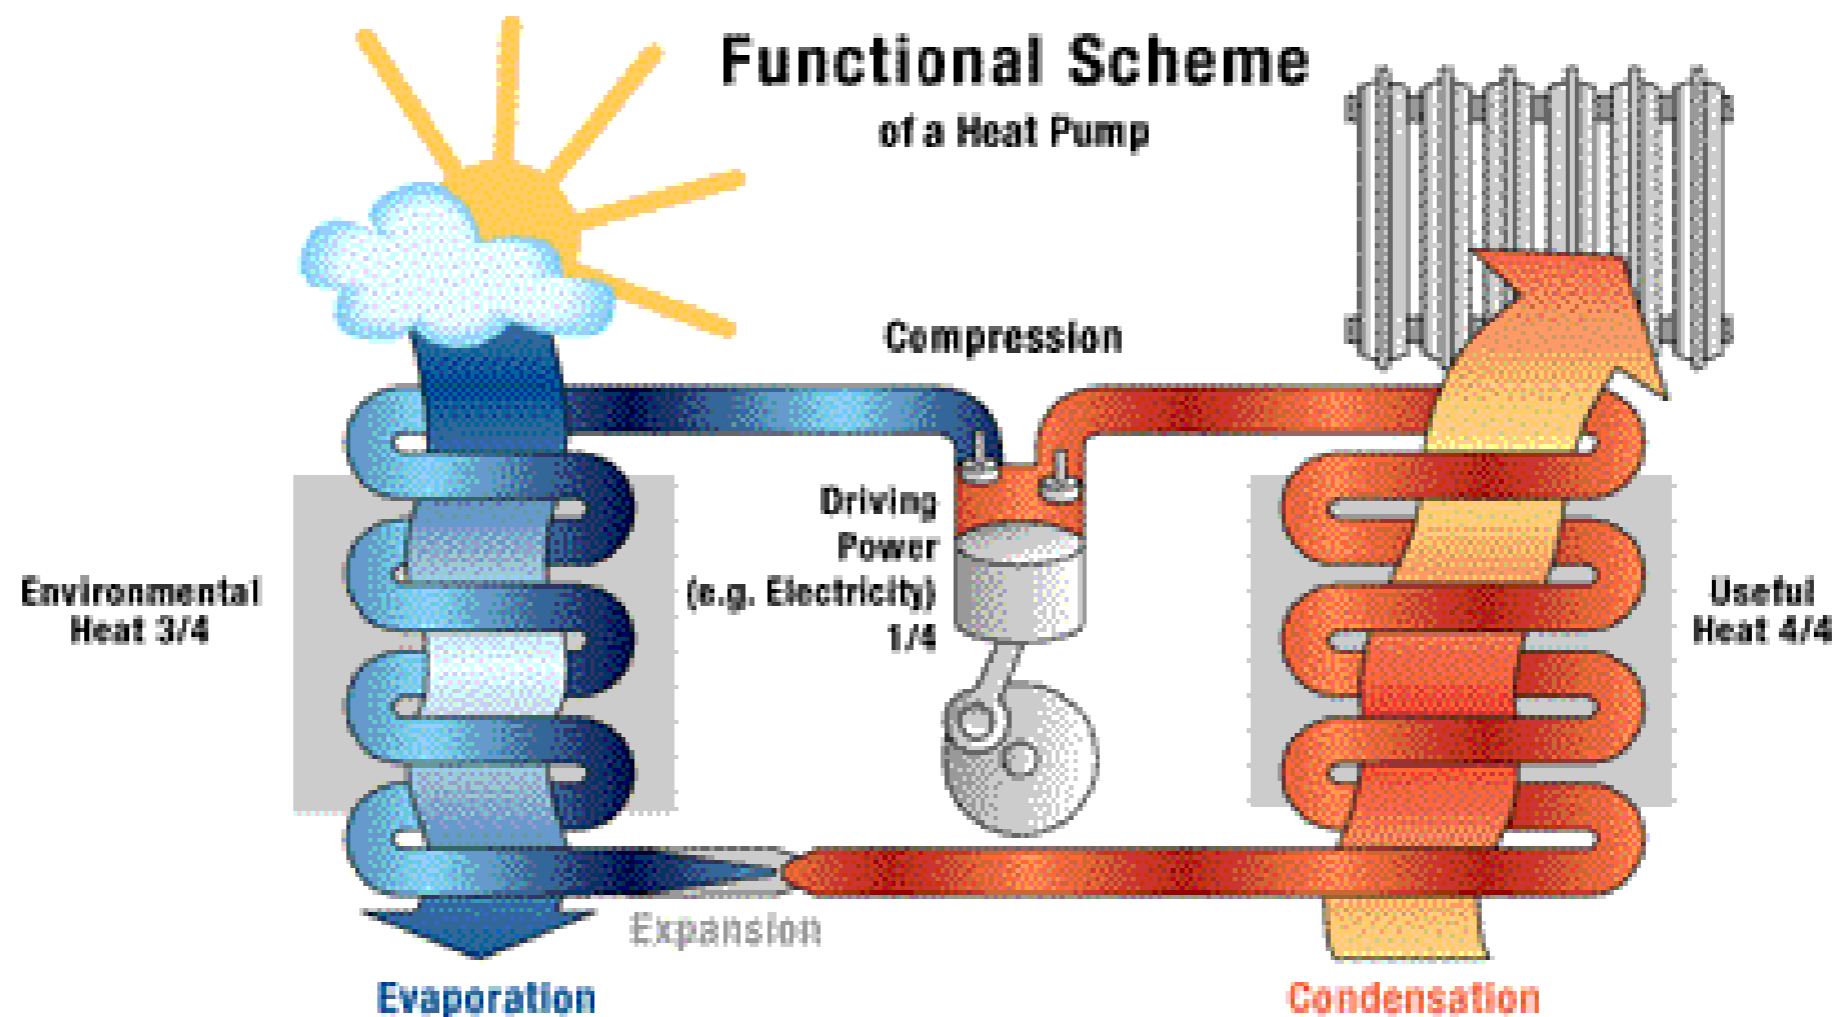 Functional Scheme
of a Heat Pump
Compression
Driving
Power
(e.g. Electricity)
1/4
Environmental
Heat 3/4
Useful
Heat 4/4
Expansion
Evaporation
Condensation